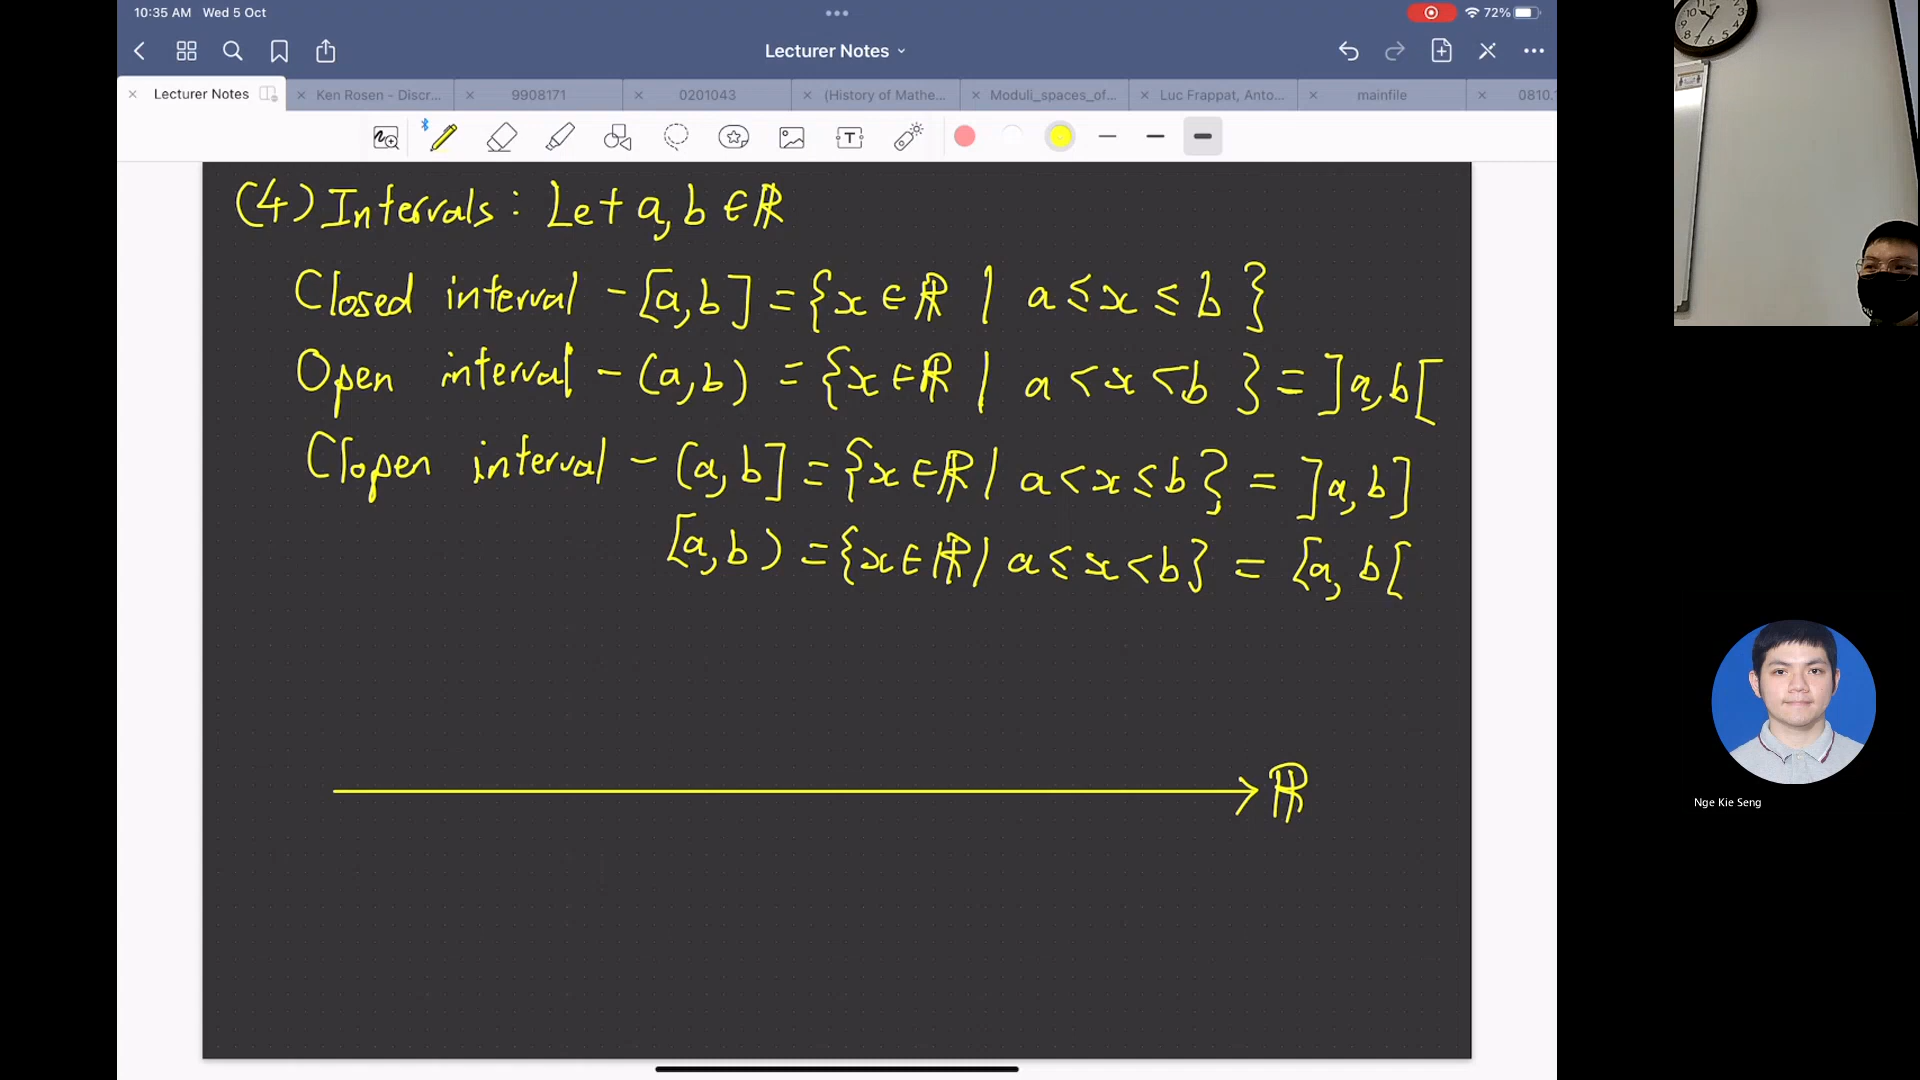 10:35 AM Wed 5 Oct
72%
Lecturer Notes
Lecturer Notes
Ken Rosen - Discr...
9908171
0201043
(History of Mathe...
Moduli_spaces_of...
Luc Frappat, Anto...
mainfile
0810.
(4) Intervals : Let a, b ∈ ℝ
Closed interval - [a, b] = {x ∈ ℝ | a ≤ x ≤ b }
Open interval - (a, b) = {x ∈ ℝ | a < x < b } = ]a, b[
Clopen interval - (a, b] = {x ∈ ℝ | a < x ≤ b} = ]a, b]
[a, b) = {x ∈ ℝ | a ≤ x < b} = [a, b[
ℝ
Nge Kie Seng